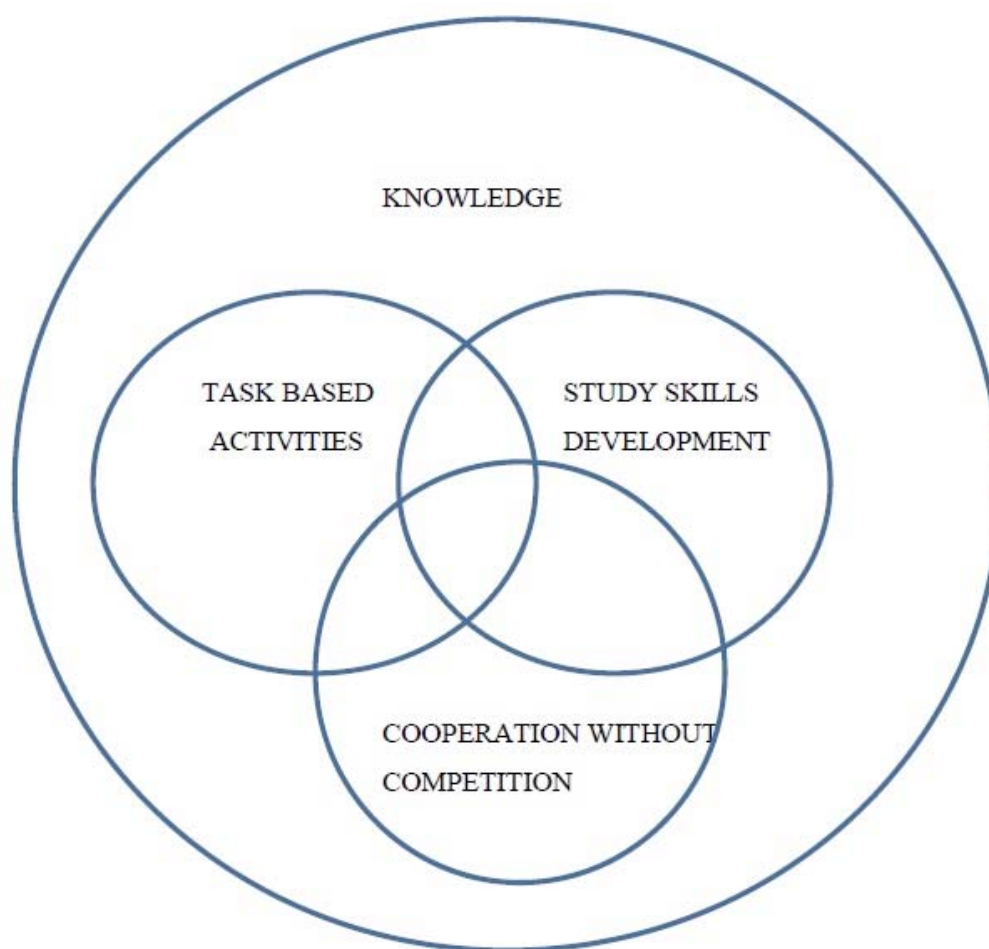 KNOWLEDGE
TASK BASED
ACTIVITIES
STUDY SKILLS
DEVELOPMENT
COOPERATION WITHOUT
COMPETITION